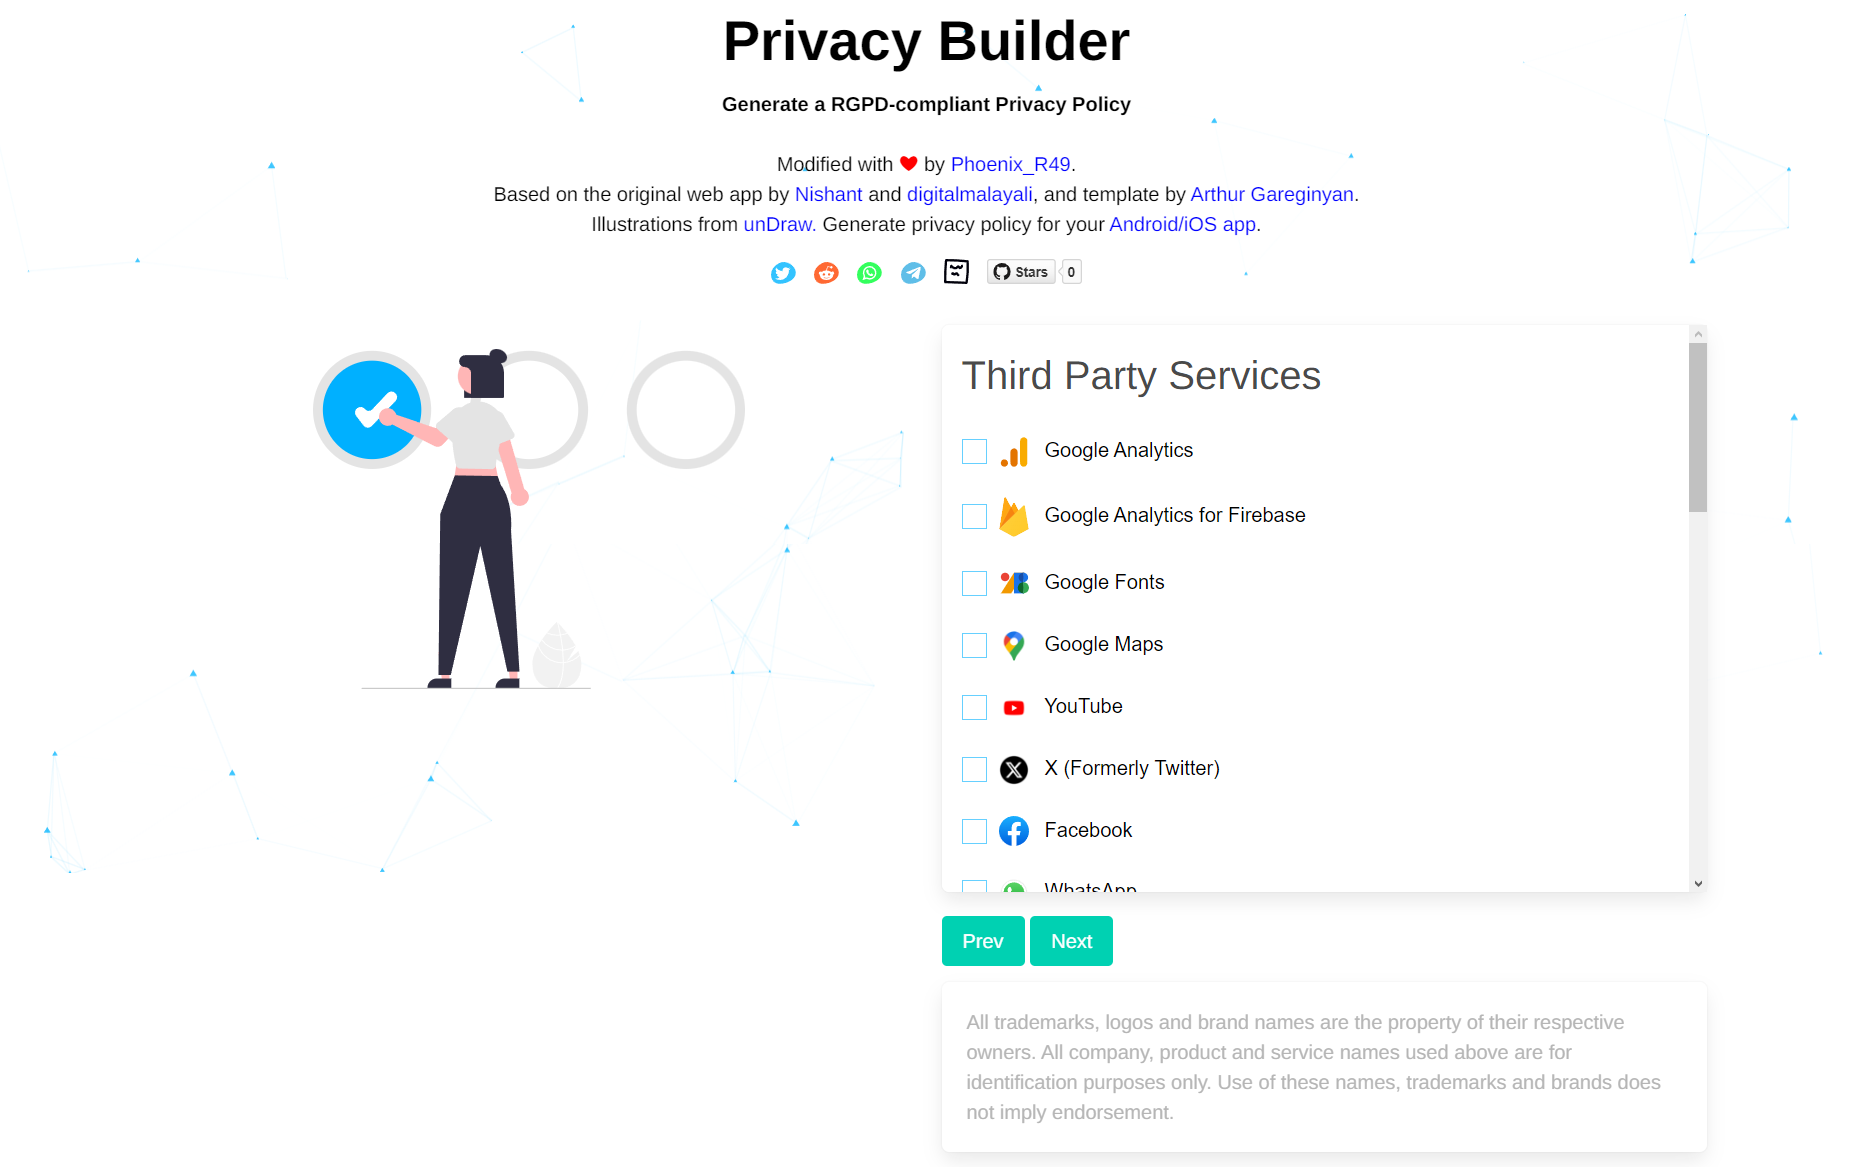 Privacy Builder
Generate a RGPD-compliant Privacy Policy
Modified with ❤ by Phoenix_R49.
Based on the original web app by Nishant and digitalmalayali, and template by Arthur Gareginyan.
Illustrations from unDraw. Generate privacy policy for your Android/iOS app.
Stars 0
Third Party Services
Google Analytics
Google Analytics for Firebase
Google Fonts
Google Maps
YouTube
X (Formerly Twitter)
Facebook
WhatsApp
Prev Next
All trademarks, logos and brand names are the property of their respective
owners. All company, product and service names used above are for
identification purposes only. Use of these names, trademarks and brands does
not imply endorsement.